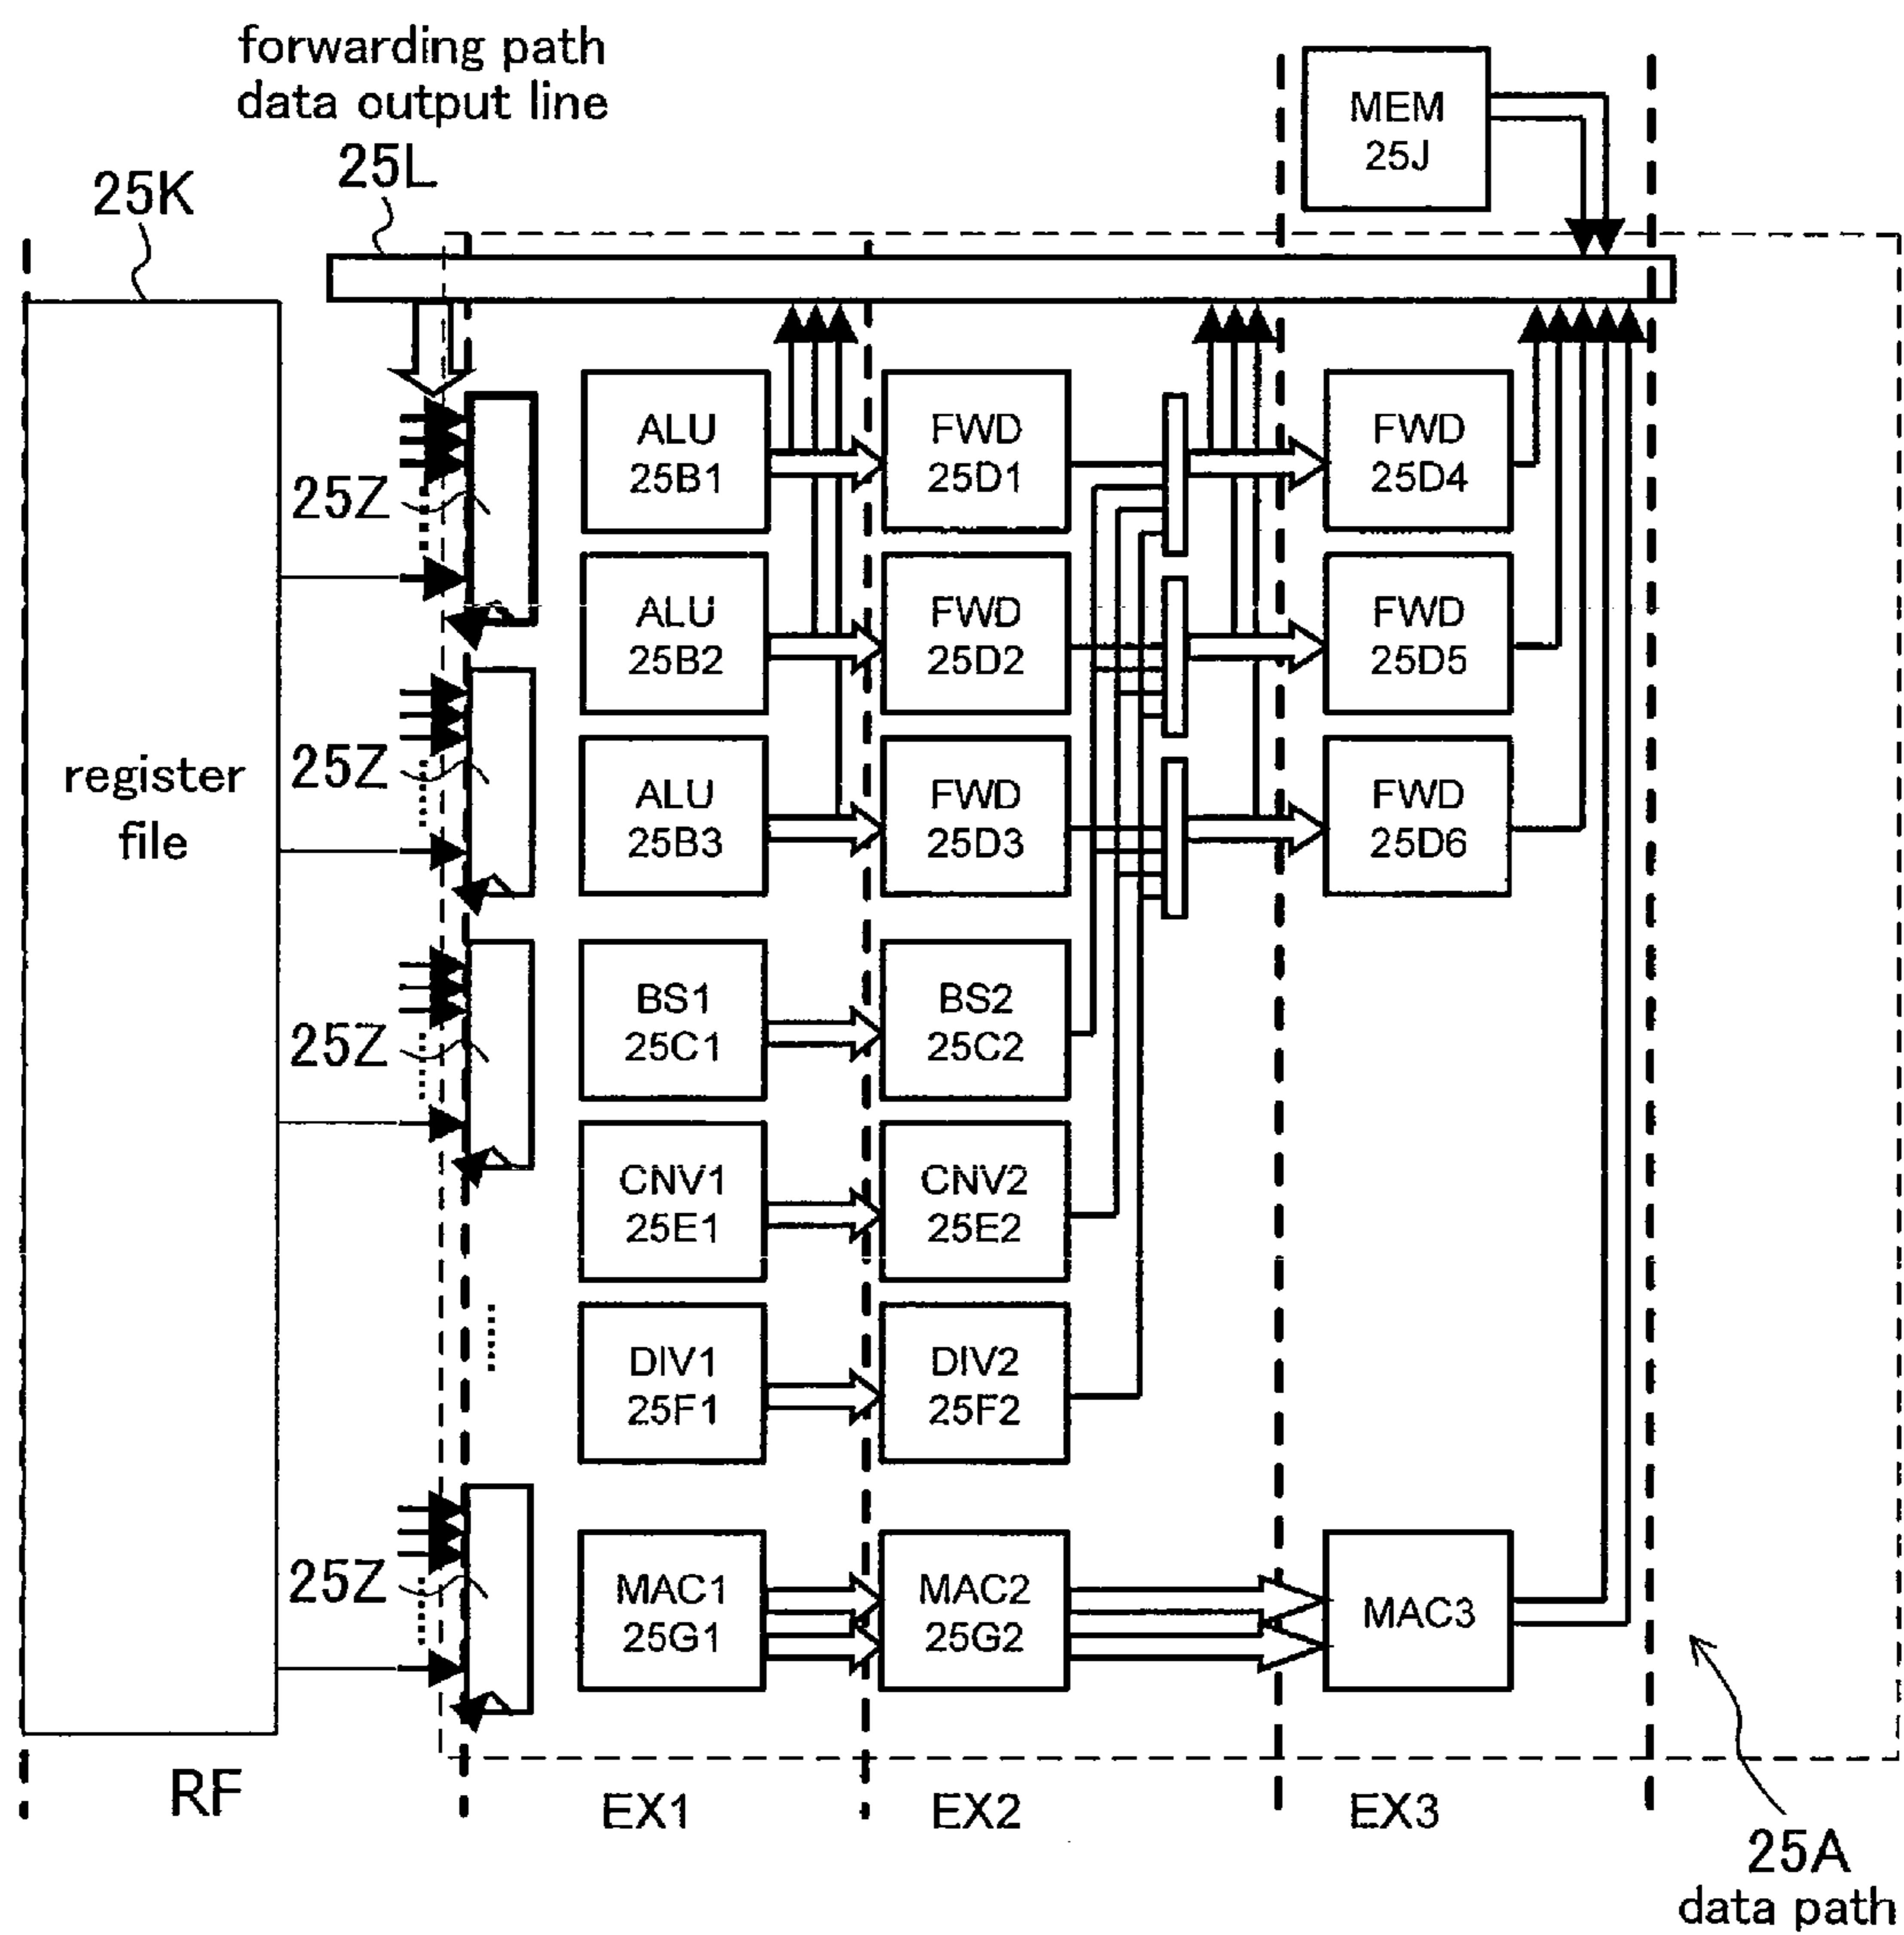 forwarding path
data output line
25L
25K
MEM
25J
register
file
25Z
25Z
25Z
25Z
ALU
25B1
FWD
25D1
FWD
25D4
ALU
25B2
FWD
25D2
FWD
25D5
ALU
25B3
FWD
25D3
FWD
25D6
BS1
25C1
BS2
25C2
CNV1
25E1
CNV2
25E2
DIV1
25F1
DIV2
25F2
MAC1
25G1
MAC2
25G2
MAC3
RF
EX1
EX2
EX3
25A
data path